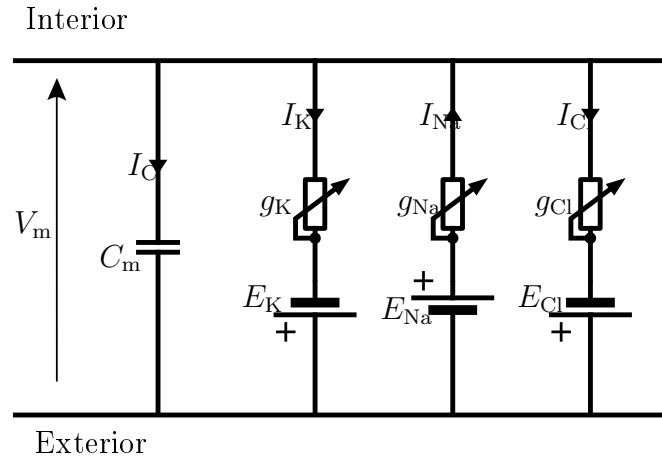 Interior
I_K I_Na I_Cl
I_C
g_K g_Na g_Cl
V_m
C_m
+
E_K E_Na E_Cl
+ +
Exterior